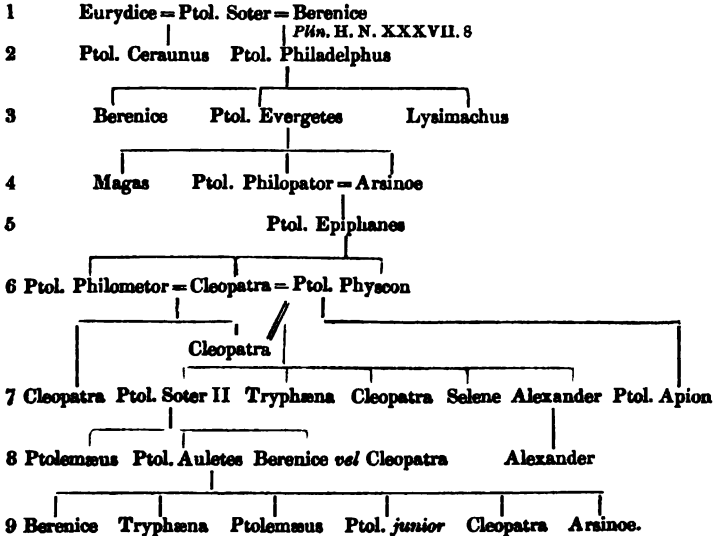 1 Eurydice = Ptol. Soter = Berenice
Plin. H. N. XXXVII. 8
2 Ptol. Ceraunus Ptol. Philadelphus
3 Berenice Ptol. Evergetes Lysimachus
4 Magas Ptol. Philopator = Arsinoe
5 Ptol. Epiphanes
6 Ptol. Philometor = Cleopatra = Ptol. Physcon
Cleopatra
7 Cleopatra Ptol. Soter II Tryphæna Cleopatra Selene Alexander Ptol. Apion
8 Ptolemæus Ptol. Auletes Berenice vel Cleopatra Alexander
9 Berenice Tryphæna Ptolemæus Ptol. junior Cleopatra Arsinoe.